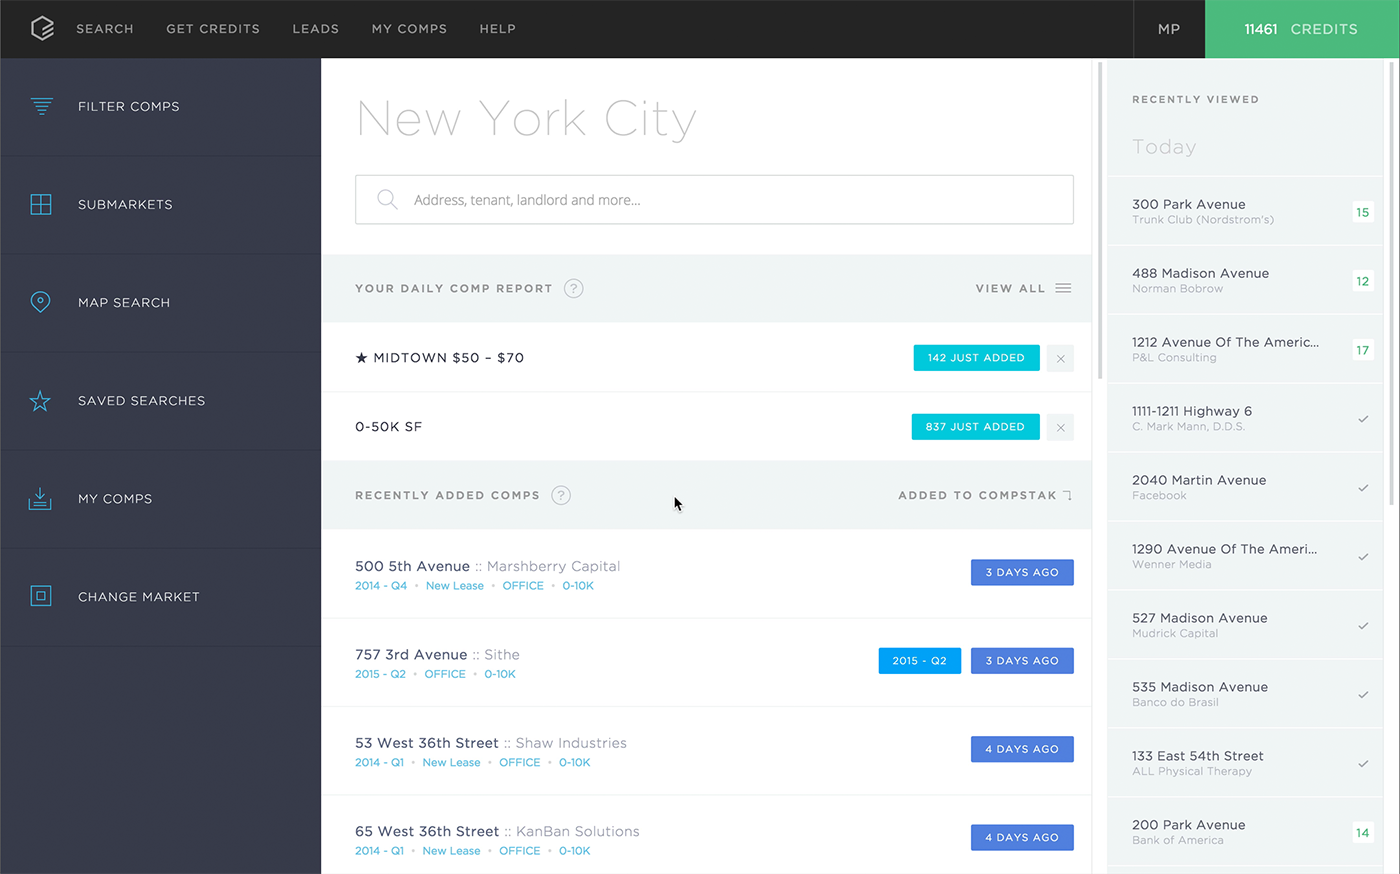 SEARCH GET CREDITS LEADS MY COMPS HELP MP 11461 CREDITS
FILTER COMPS
SUBMARKETS
MAP SEARCH
SAVED SEARCHES
MY COMPS
CHANGE MARKET
New York City
Address, tenant, landlord and more...
YOUR DAILY COMP REPORT ? VIEW ALL
★ MIDTOWN $50 – $70 142 JUST ADDED ×
0-50K SF 837 JUST ADDED ×
RECENTLY ADDED COMPS ? ADDED TO COMPSTAK
500 5th Avenue :: Marshberry Capital 3 DAYS AGO
2014 - Q4 • New Lease • OFFICE • 0-10K
757 3rd Avenue :: Sithe 2015 - Q2 3 DAYS AGO
2015 - Q2 • OFFICE • 0-10K
53 West 36th Street :: Shaw Industries 4 DAYS AGO
2014 - Q1 • New Lease • OFFICE • 0-10K
65 West 36th Street :: KanBan Solutions 4 DAYS AGO
2014 - Q1 • New Lease • OFFICE • 0-10K
RECENTLY VIEWED
Today
300 Park Avenue 15
Trunk Club (Nordstrom's)
488 Madison Avenue 12
Norman Bobrow
1212 Avenue Of The Americ... 17
P&L Consulting
1111-1211 Highway 6
C. Mark Mann, D.D.S.
2040 Martin Avenue
Facebook
1290 Avenue Of The Ameri...
Wenner Media
527 Madison Avenue
Mudrick Capital
535 Madison Avenue
Banco do Brasil
133 East 54th Street
ALL Physical Therapy
200 Park Avenue 14
Bank of America